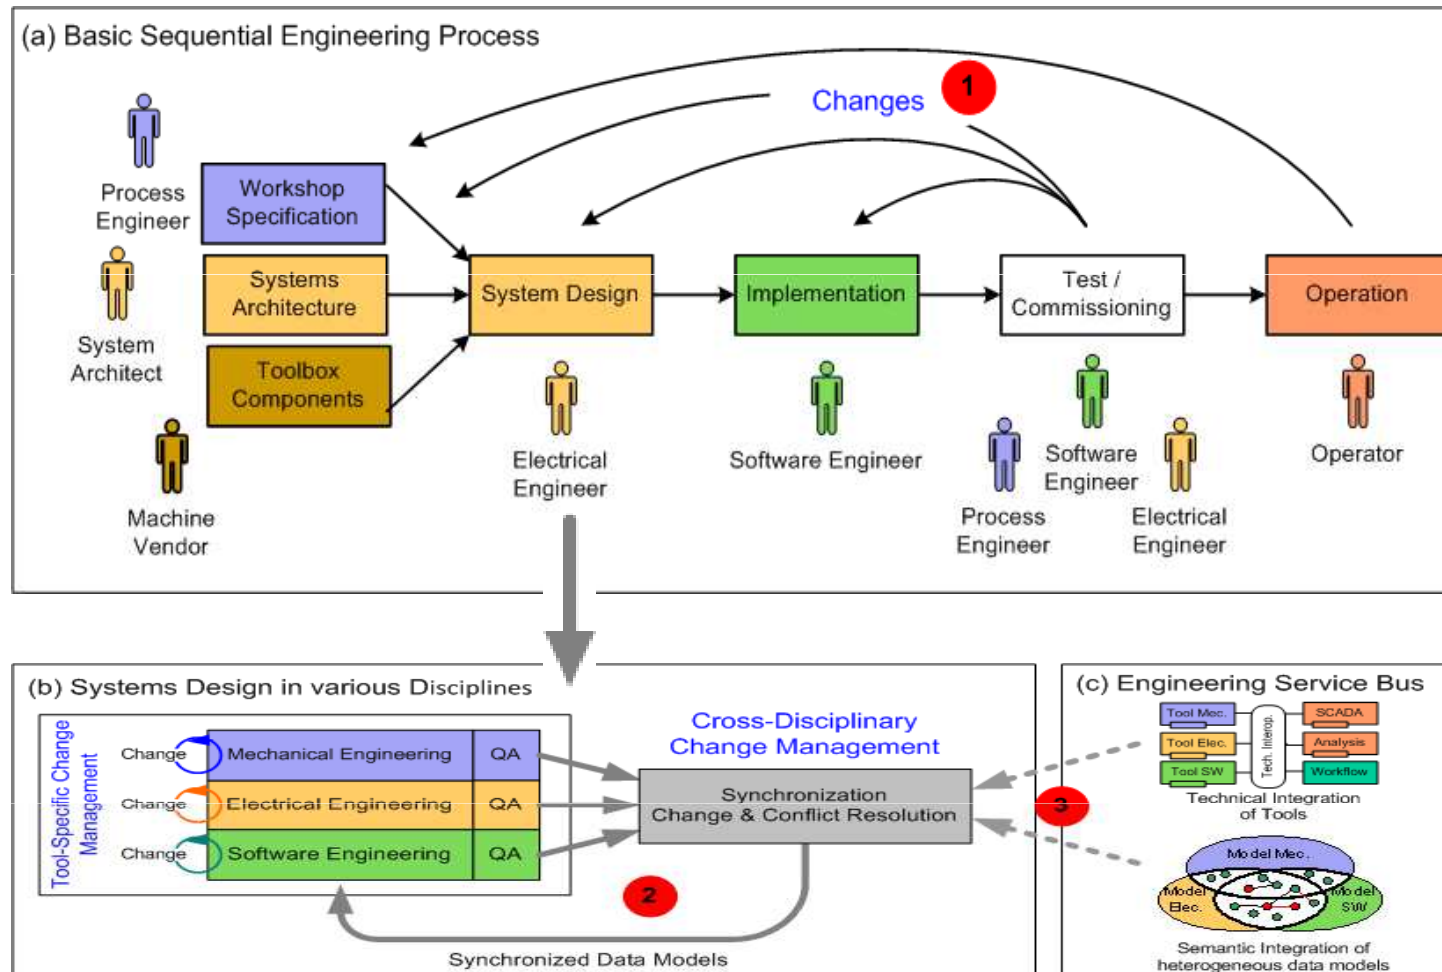 (a) Basic Sequential Engineering Process
Changes
1
Process
Engineer
Workshop
Specification
System
Architect
Systems
Architecture
Machine
Vendor
Toolbox
Components
System Design
Electrical
Engineer
Implementation
Software Engineer
Test /
Commissioning
Process
Engineer
Software
Engineer
Electrical
Engineer
Operation
Operator
(b) Systems Design in various Disciplines
Tool-Specific Change
Management
Change
Mechanical Engineering
QA
Change
Electrical Engineering
QA
Change
Software Engineering
QA
Cross-Disciplinary
Change Management
Synchronization
Change & Conflict Resolution
2
Synchronized Data Models
3
(c) Engineering Service Bus
Tool Mec.
Tool Elec.
Tool SW
Tech. Interop.
SCADA
Analysis
Workflow
Technical Integration
of Tools
Model Mec.
Model
Elec.
Model
SW
Semantic Integration of
heterogeneous data models